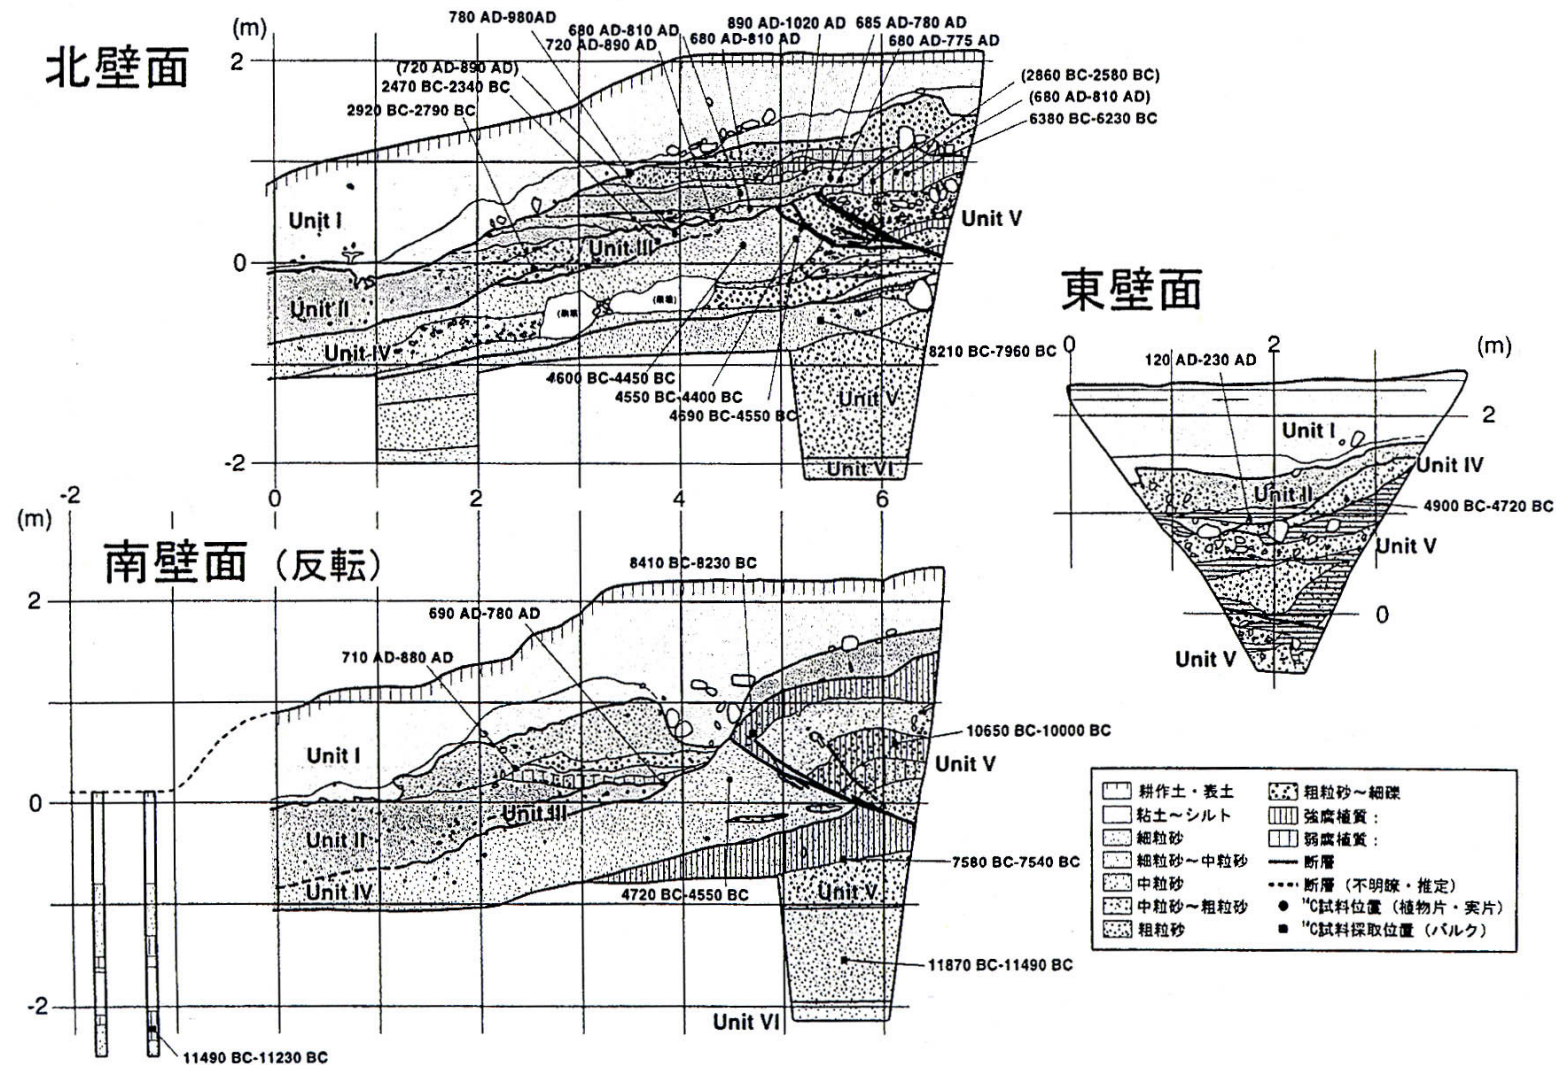 北壁面
(m)
2
0
-2
780 AD-980AD
680 AD-810 AD
720 AD-890 AD
890 AD-1020 AD
680 AD-810 AD
685 AD-780 AD
680 AD-775 AD
(720 AD-890 AD)
2470 BC-2340 BC
2920 BC-2790 BC
(2860 BC-2580 BC)
(680 AD-810 AD)
6380 BC-6230 BC
Unit I
Unit II
Unit III
Unit IV
Unit V
8210 BC-7960 BC
4600 BC-4450 BC
4550 BC-4400 BC
4690 BC-4550 BC
Unit V
Unit VI
0
2
4
6
東壁面
0
2
(m)
120 AD-230 AD
2
Unit I
Unit IV
Unit II
4900 BC-4720 BC
Unit V
0
Unit V
-2
(m)
南壁面（反転）
2
0
-2
8410 BC-8230 BC
690 AD-780 AD
710 AD-880 AD
Unit I
Unit II
Unit III
Unit IV
10650 BC-10000 BC
Unit V
7580 BC-7540 BC
4720 BC-4550 BC
Unit V
11870 BC-11490 BC
Unit VI
11490 BC-11230 BC
耕作土・表土
粘土～シルト
細粒砂
細粒砂～中粒砂
中粒砂
中粒砂～粗粒砂
粗粒砂
粗粒砂～細礫
強腐植質：
弱腐植質：
断層
断層（不明瞭・推定）
¹⁴C試料位置（植物片・実片）
¹⁴C試料採取位置（バルク）